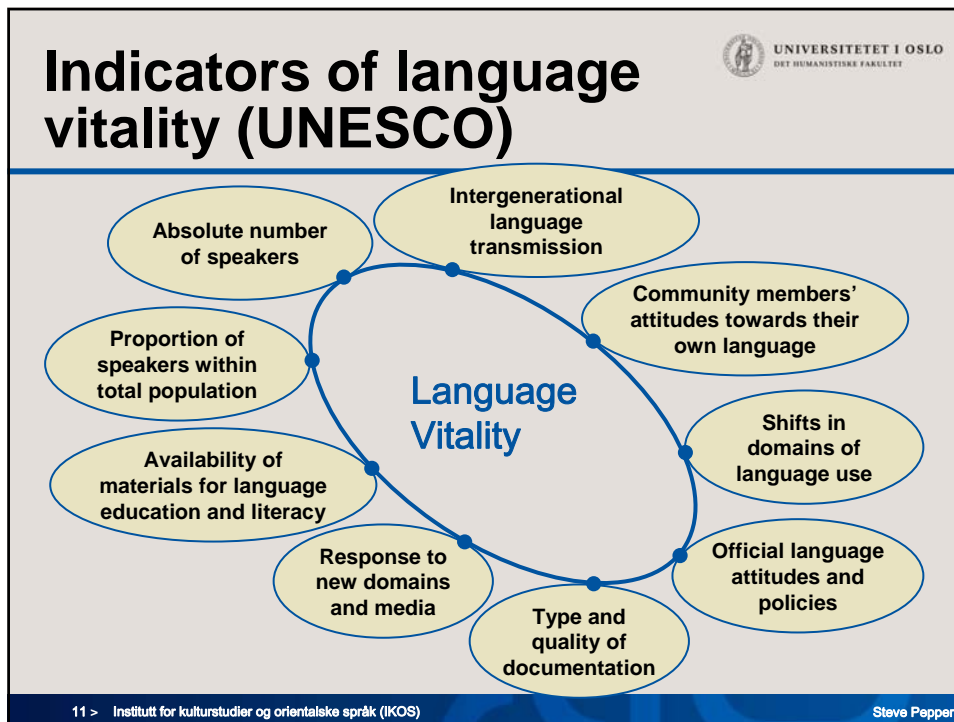 Indicators of language
vitality (UNESCO)
UNIVERSITETET I OSLO
DET HUMANISTISKE FAKULTET
Intergenerational
language
transmission
Absolute number
of speakers
Community members’
attitudes towards their
own language
Proportion of
speakers within
total population
Language
Vitality
Shifts in
domains of
language use
Availability of
materials for language
education and literacy
Official language
attitudes and
policies
Response to
new domains
and media
Type and
quality of
documentation
11 > Institutt for kulturstudier og orientalske språk (IKOS)
Steve Pepper